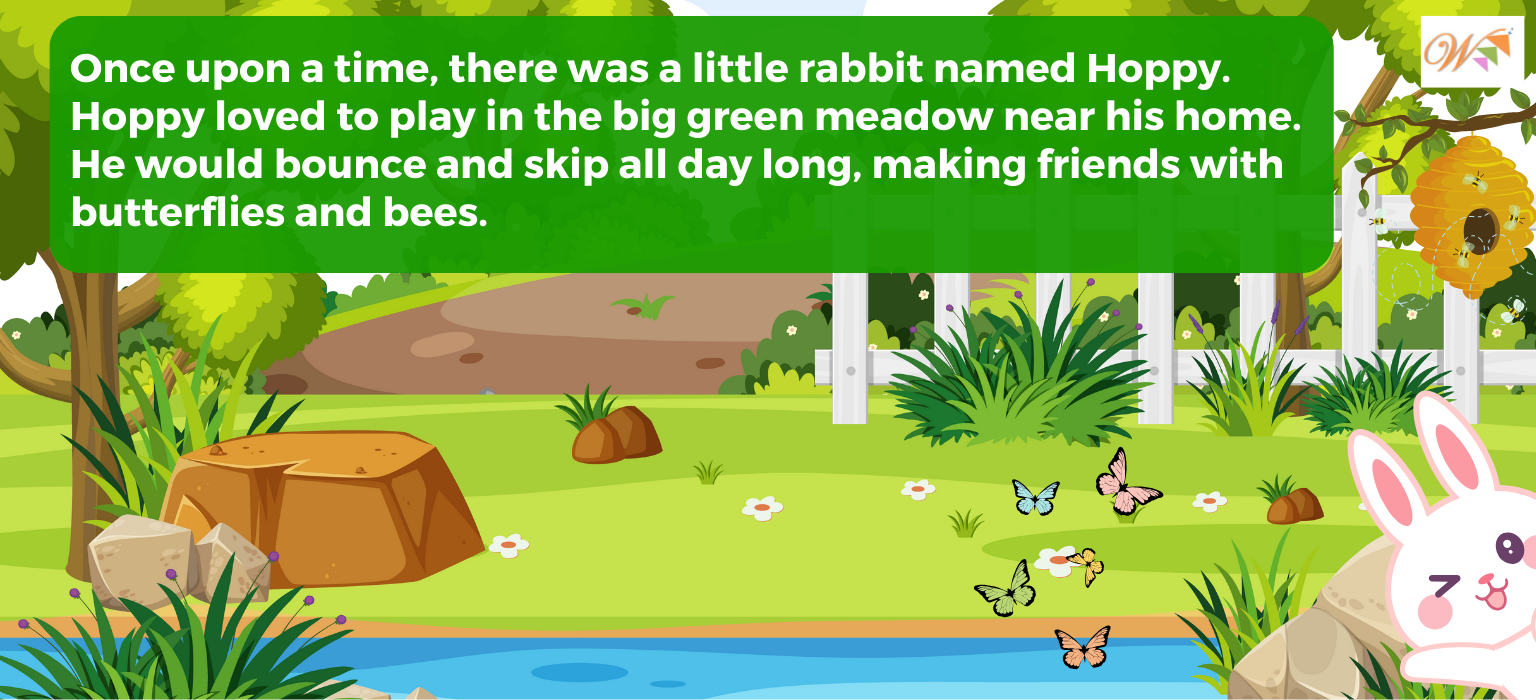 Once upon a time, there was a little rabbit named Hoppy.
Hoppy loved to play in the big green meadow near his home.
He would bounce and skip all day long, making friends with
butterflies and bees.
W